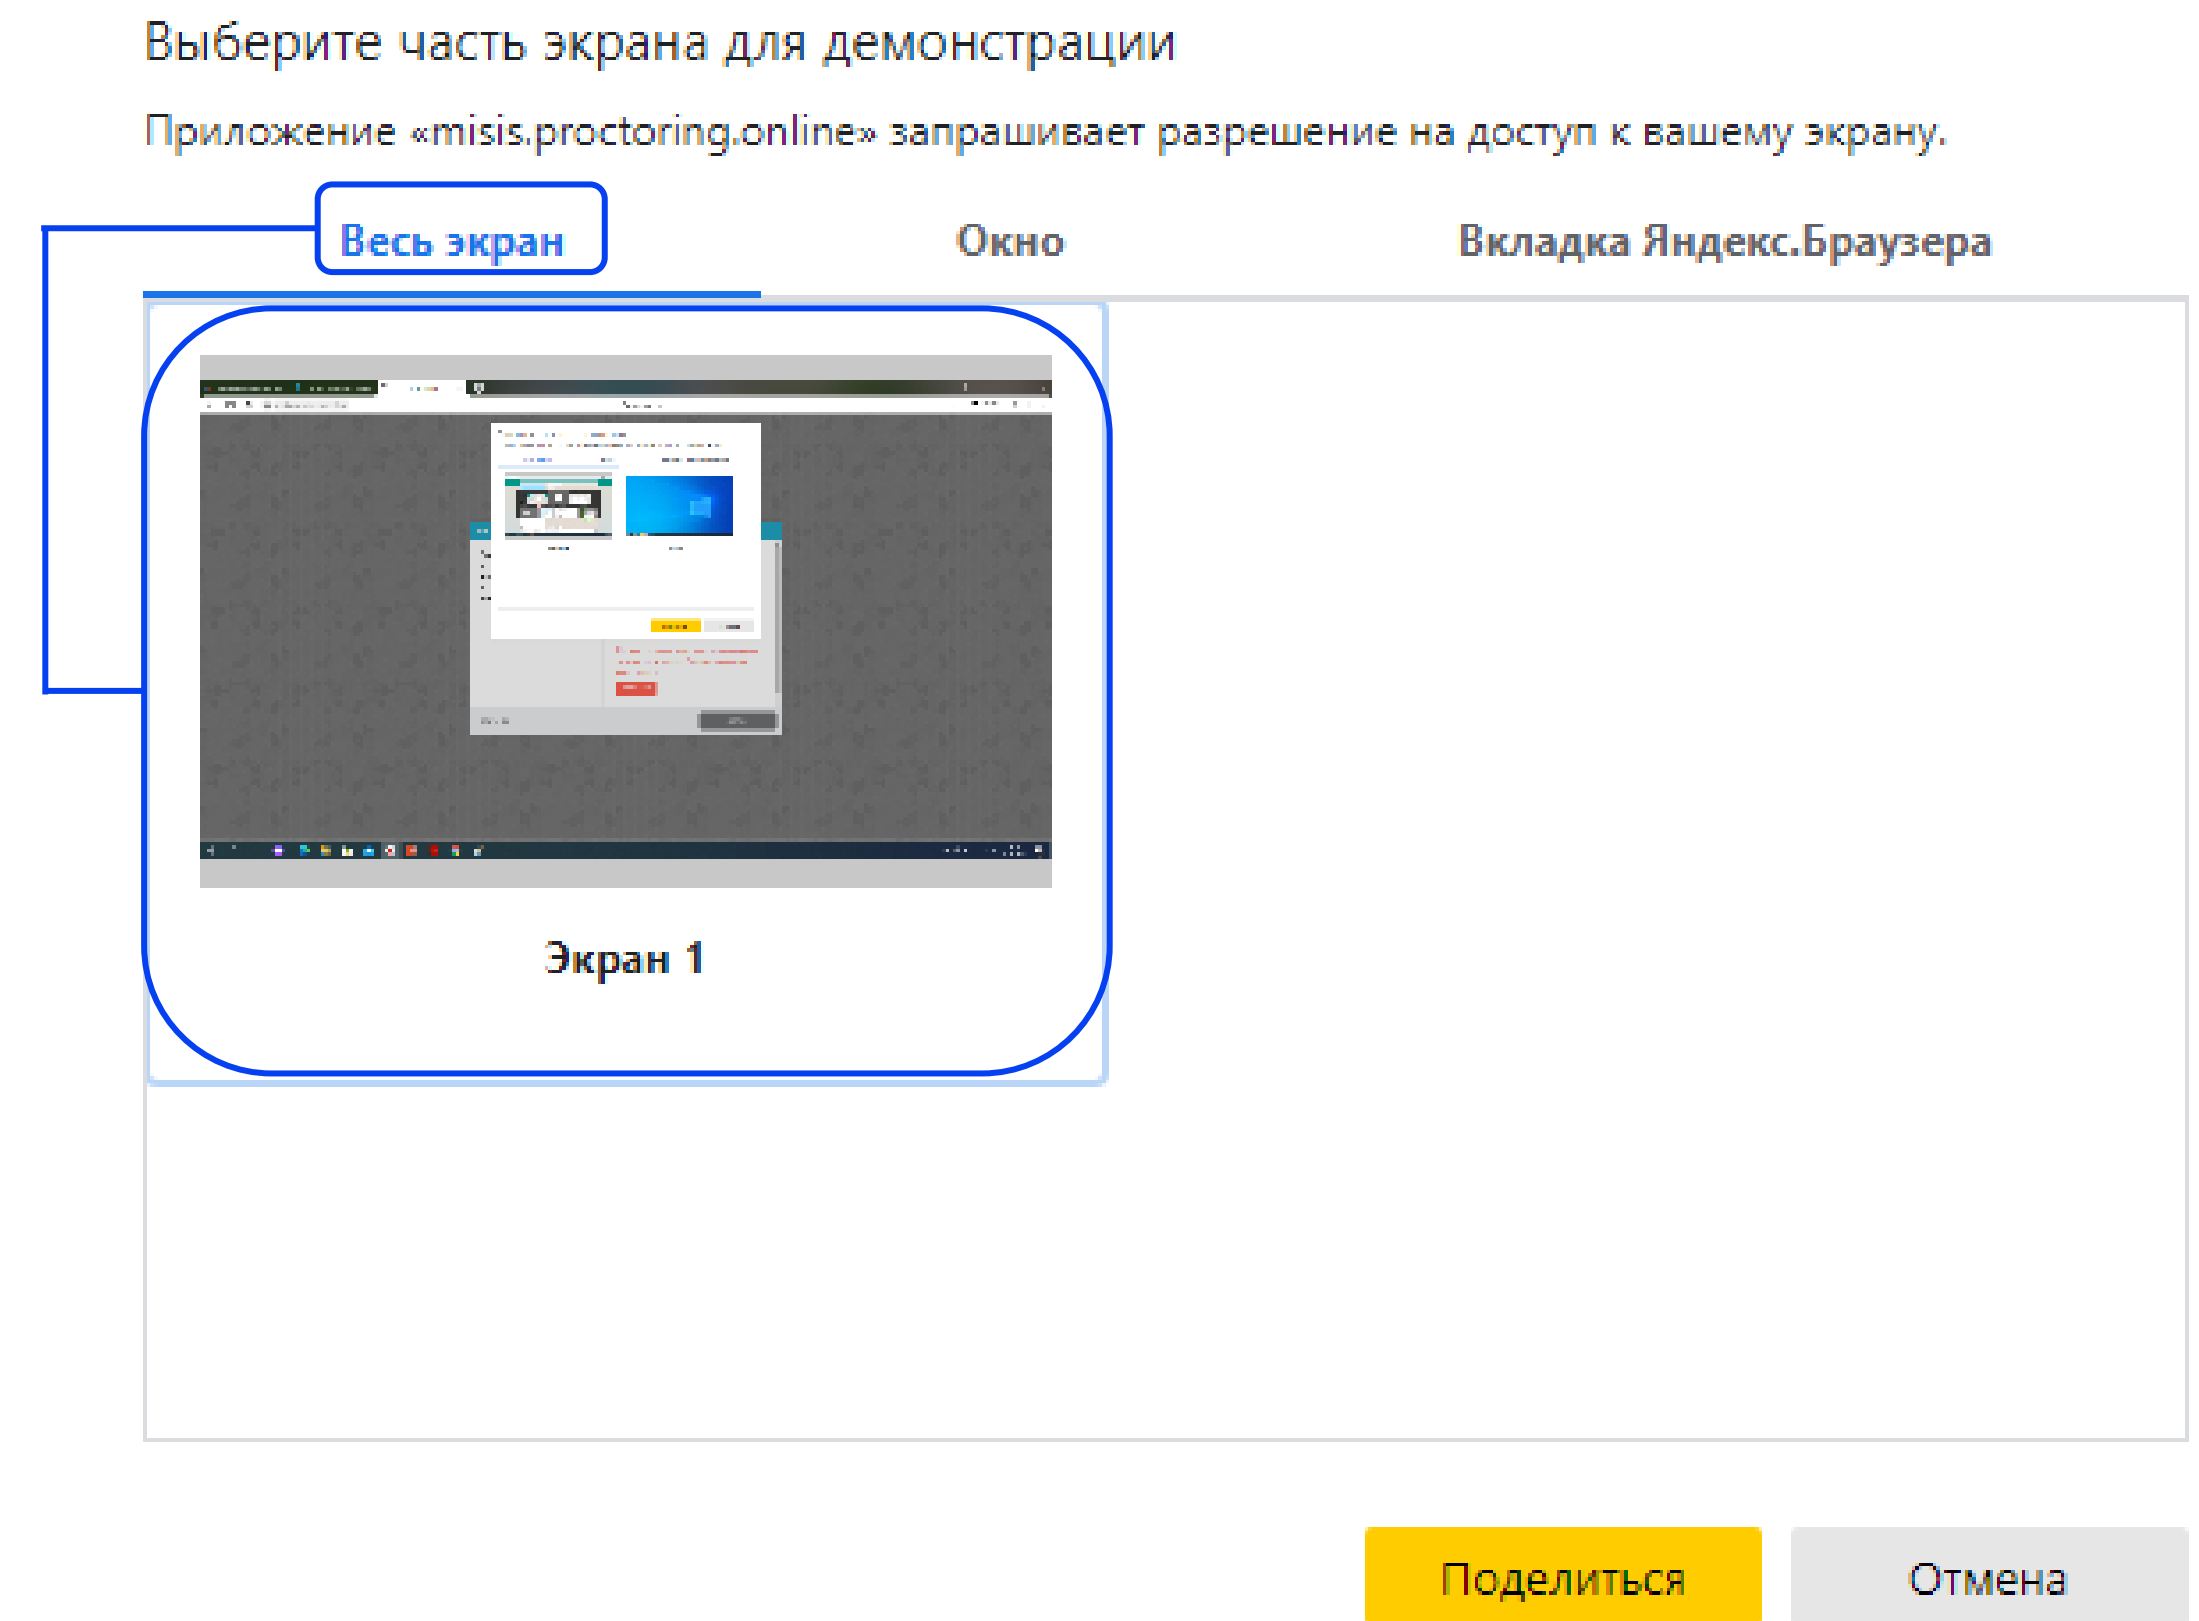 Выберите часть экрана для демонстрации
Приложение «misis.proctoring.online» запрашивает разрешение на доступ к вашему экрану.
Весь экран
Окно
Вкладка Яндекс.Браузера
Экран 1
Поделиться
Отмена